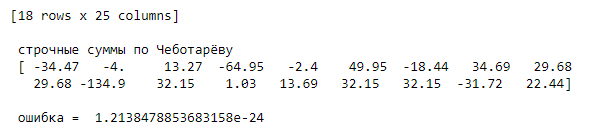 [18 rows x 25 columns]
строчные суммы по Чеботарёву
[ -34.47 -4. 13.27 -64.95 -2.4 49.95 -18.44 34.69 29.68
29.68 -134.9 32.15 1.03 13.69 32.15 32.15 -31.72 22.44]
ошибка = 1.2138478853683158e-24